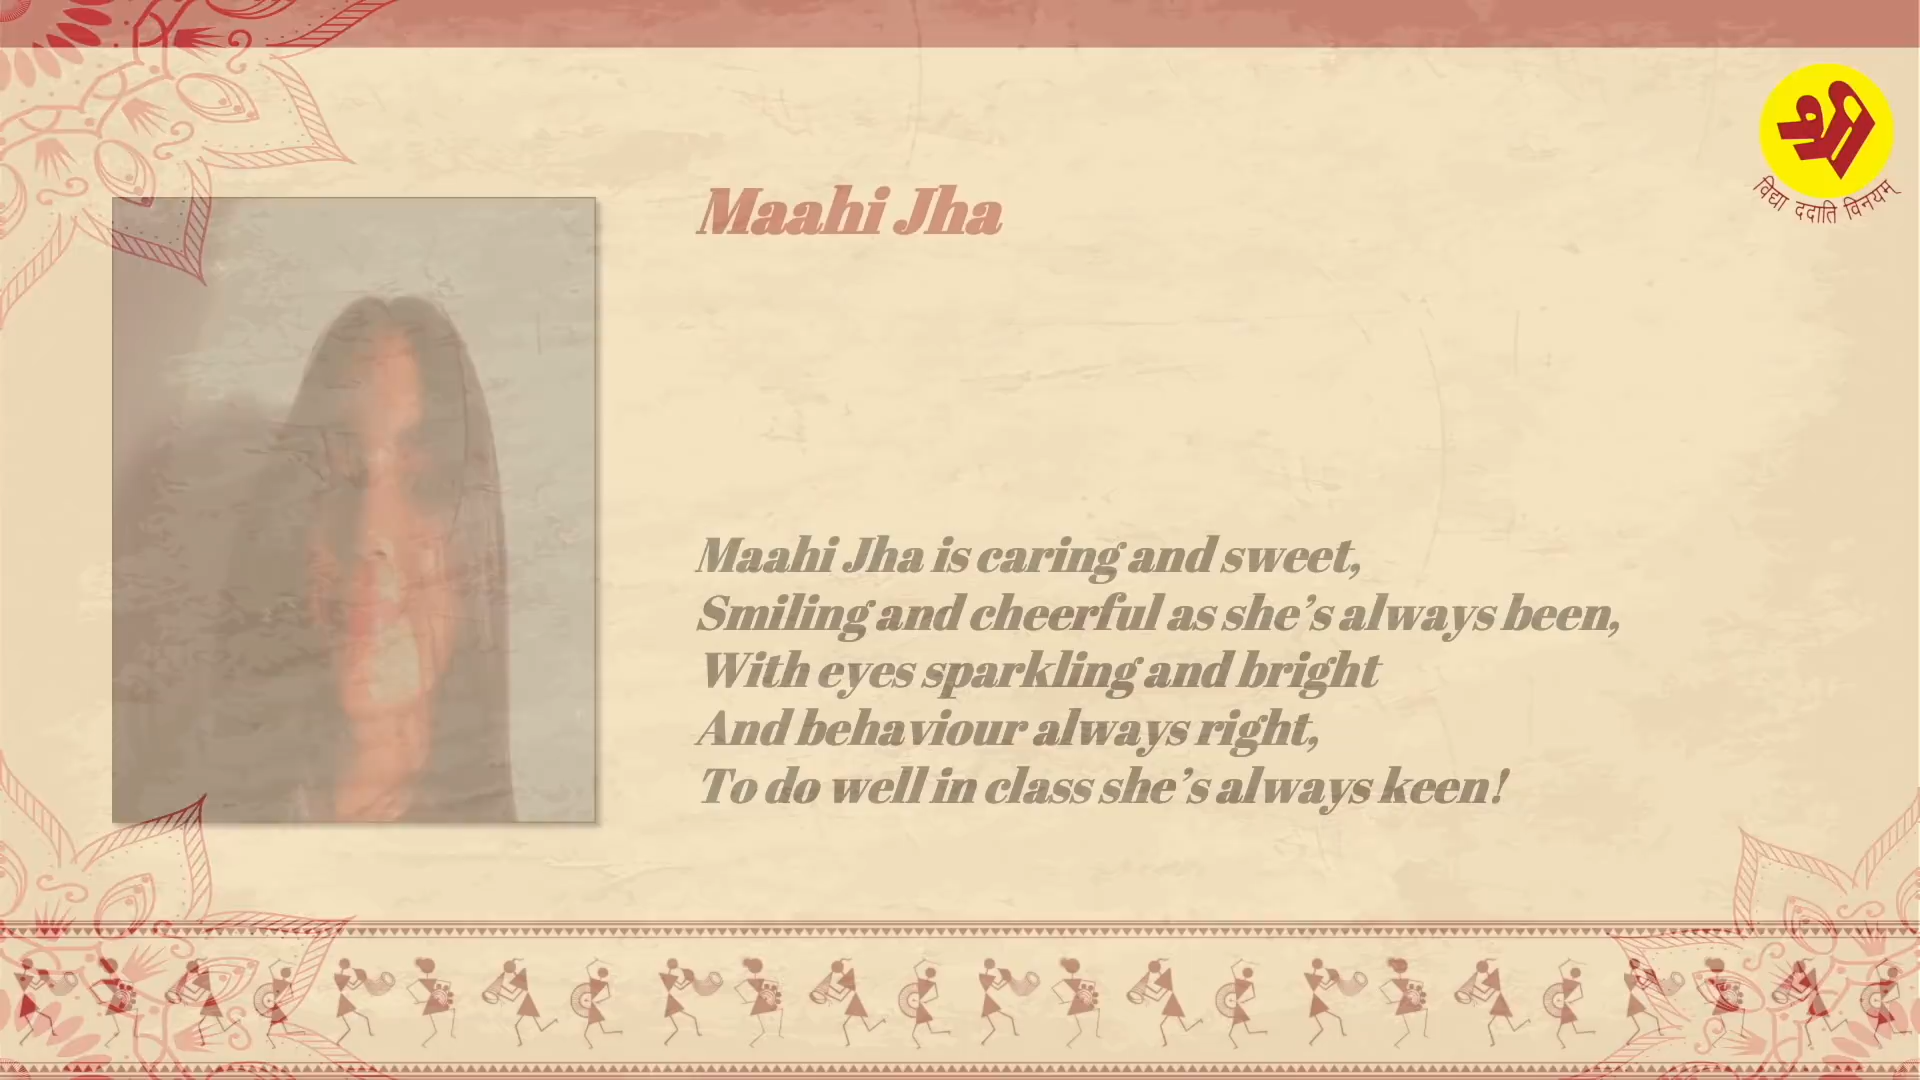 Maahi Jha
श्री
विद्या ददाति विनयम्
Maahi Jha is caring and sweet,
Smiling and cheerful as she’s always been,
With eyes sparkling and bright
And behaviour always right,
To do well in class she’s always keen!